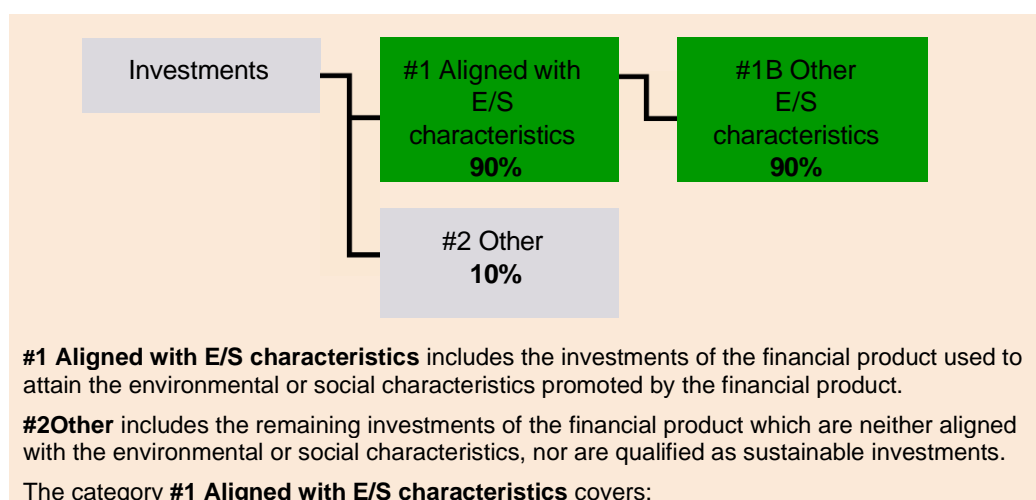 Investments
#1 Aligned with
E/S
characteristics
90%
#1B Other
E/S
characteristics
90%
#2 Other
10%
#1 Aligned with E/S characteristics includes the investments of the financial product used to
attain the environmental or social characteristics promoted by the financial product.
#2Other includes the remaining investments of the financial product which are neither aligned
with the environmental or social characteristics, nor are qualified as sustainable investments.
The category #1 Aligned with E/S characteristics covers: